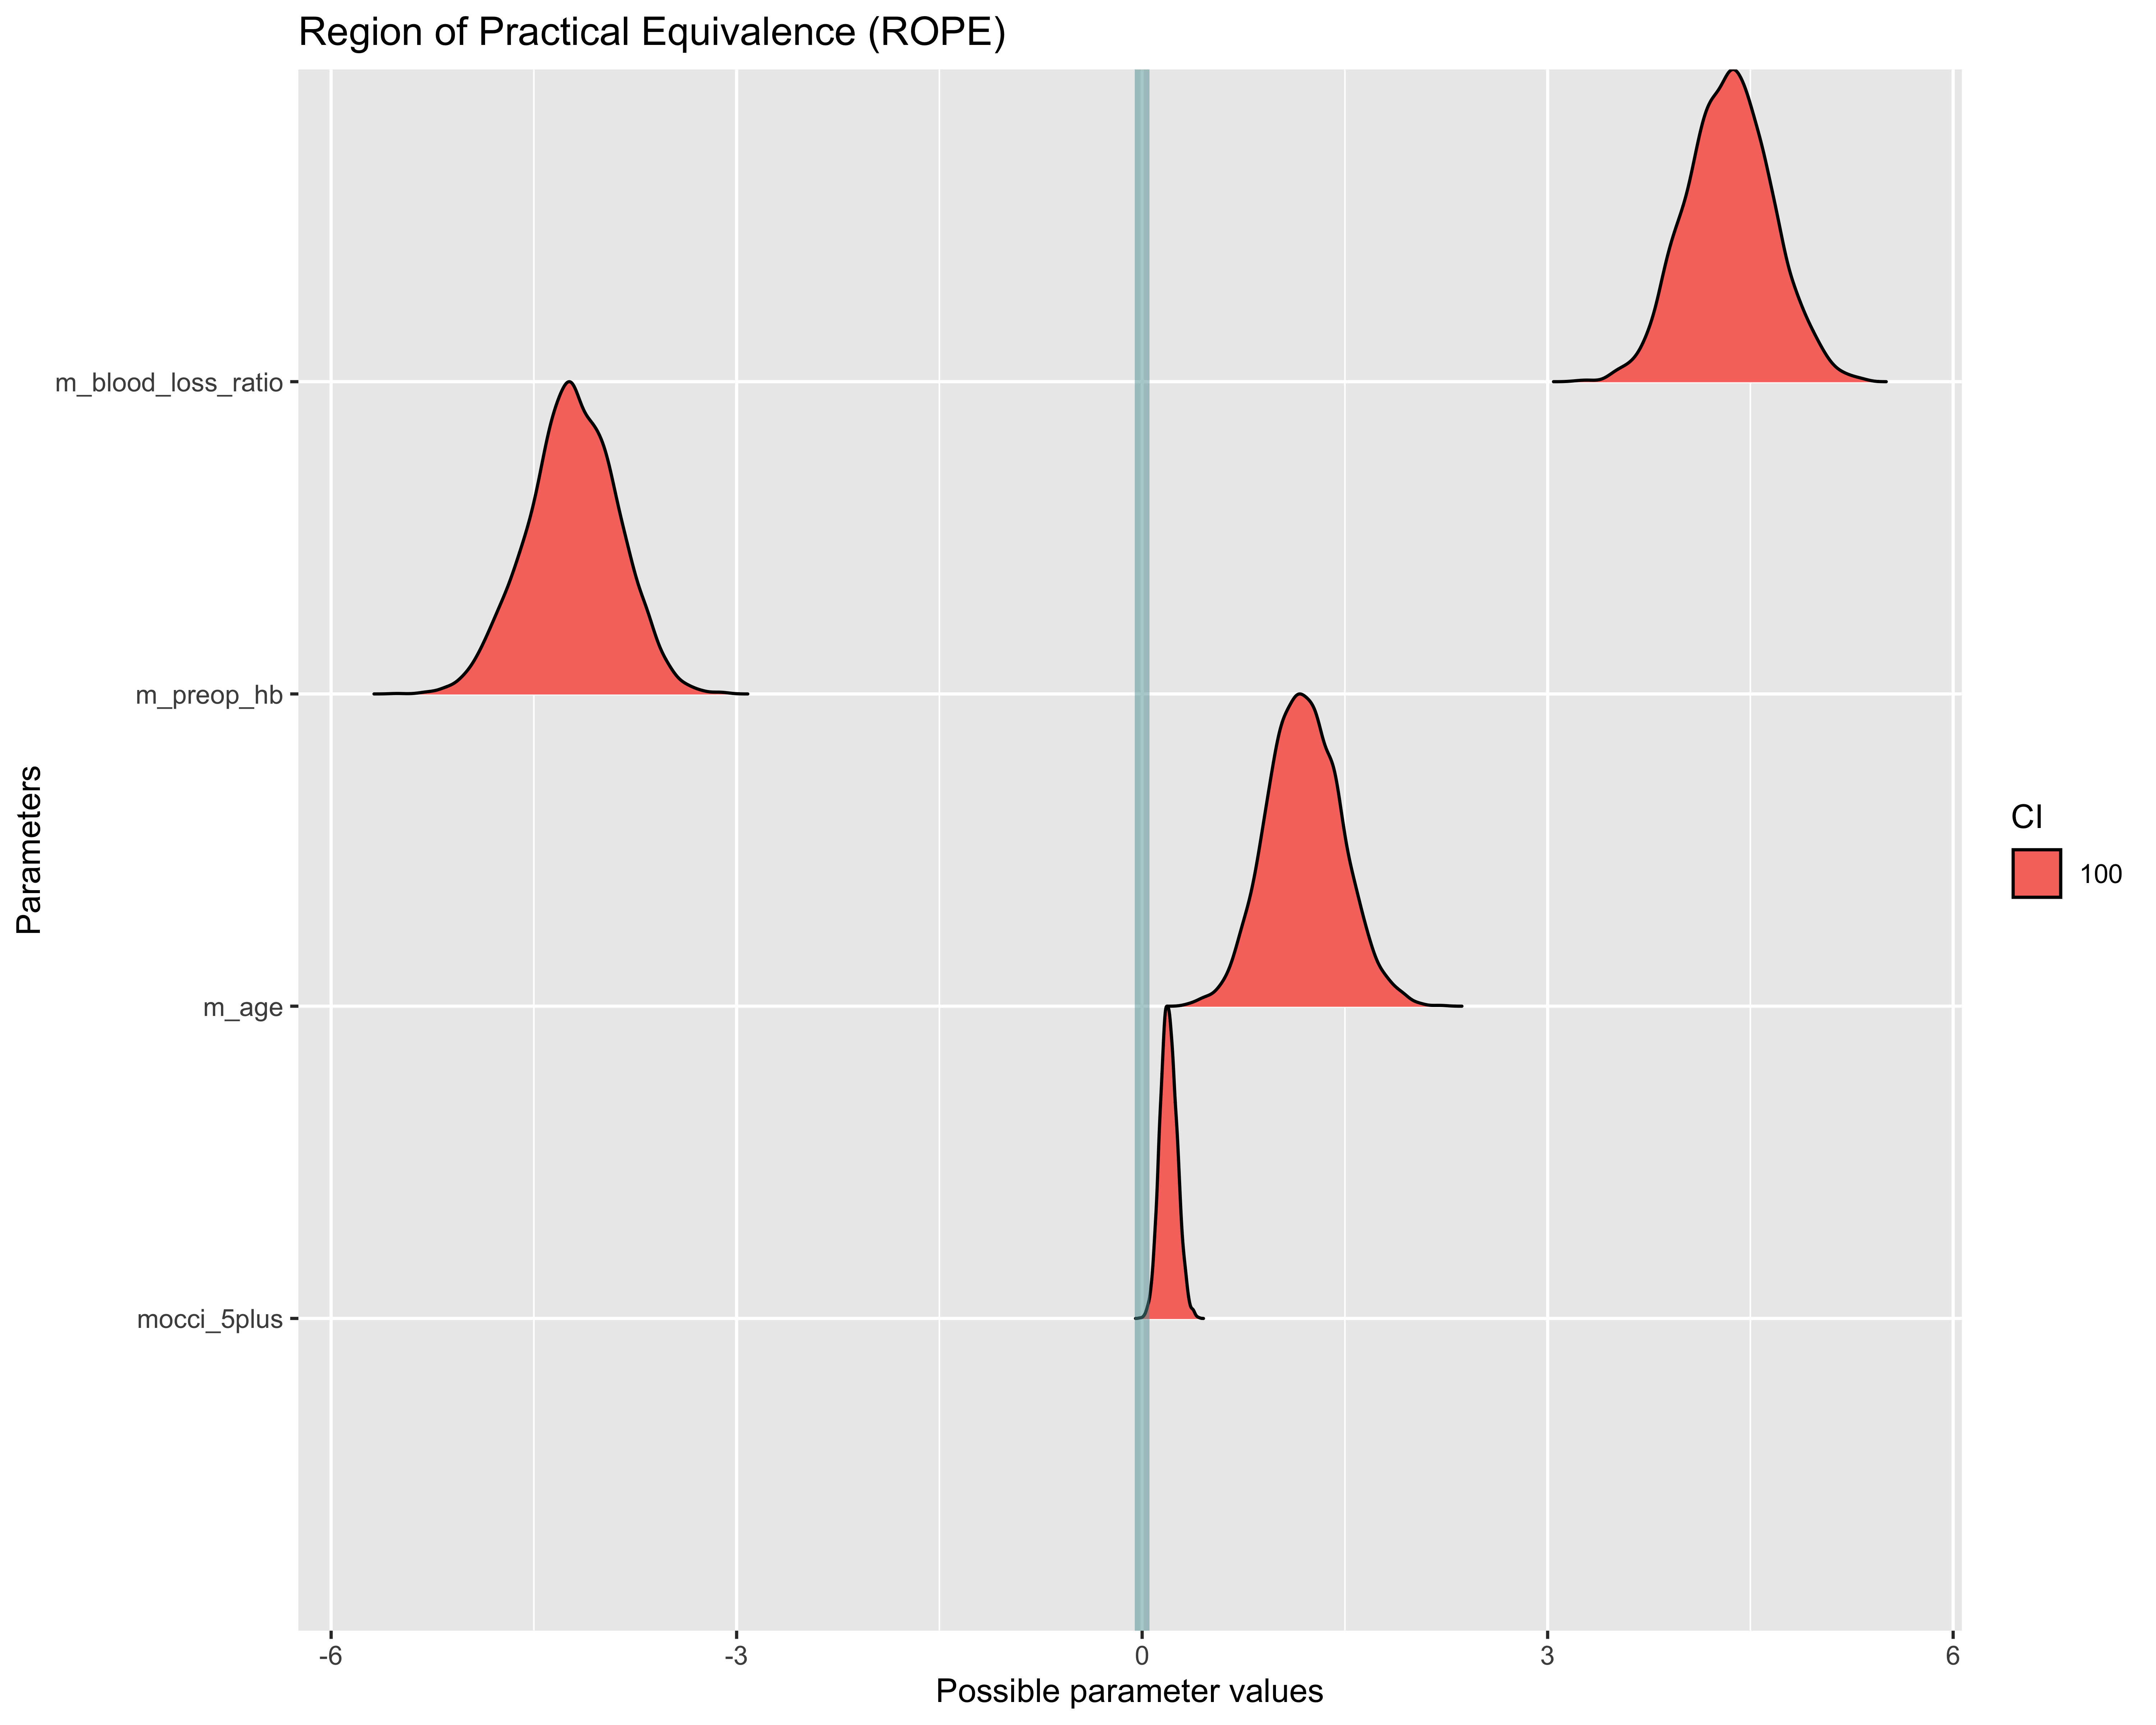 Region of Practical Equivalence (ROPE)
m_blood_loss_ratio
m_preop_hb
m_age
mocci_5plus
Parameters
-6
-3
0
3
6
Possible parameter values
CI
100